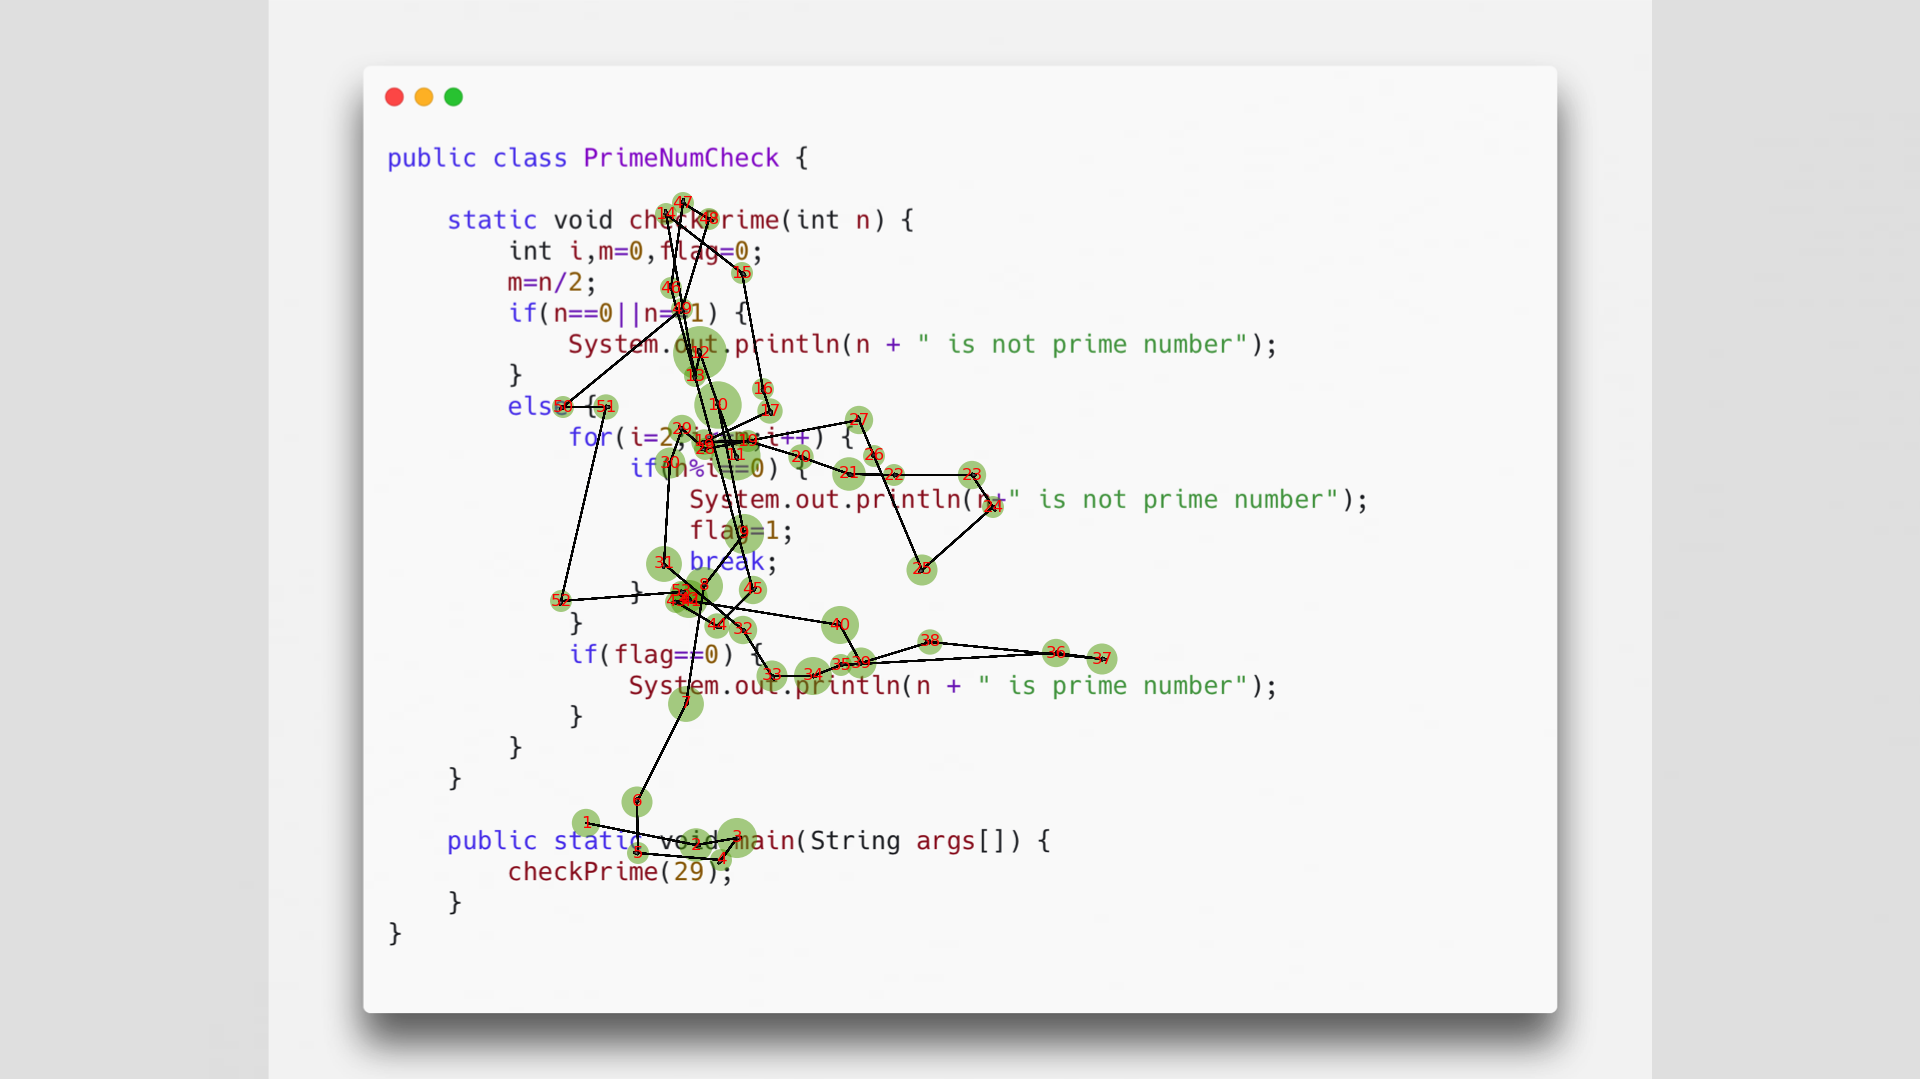 public class PrimeNumCheck {
static void checkPrime(int n) {
int i,m=0,flag=0;
m=n/2;
if(n==0||n==1) {
System.out.println(n + " is not prime number");
}
else {
for(i=2;i<=m;i++) {
if(n%i==0) {
System.out.println(n+" is not prime number");
flag=1;
break;
}
}
if(flag==0) {
System.out.println(n + " is prime number");
}
}
}
public static void main(String args[]) {
checkPrime(29);
}
}